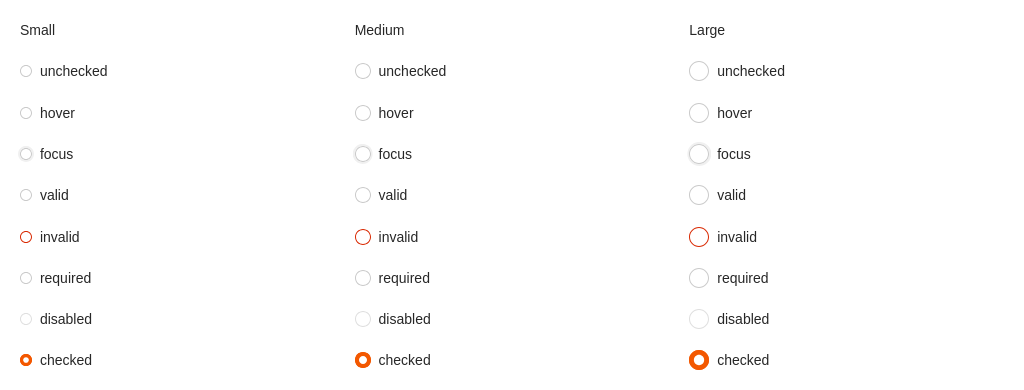 Small
unchecked
hover
focus
valid
invalid
required
disabled
checked
Medium
unchecked
hover
focus
valid
invalid
required
disabled
checked
Large
unchecked
hover
focus
valid
invalid
required
disabled
checked